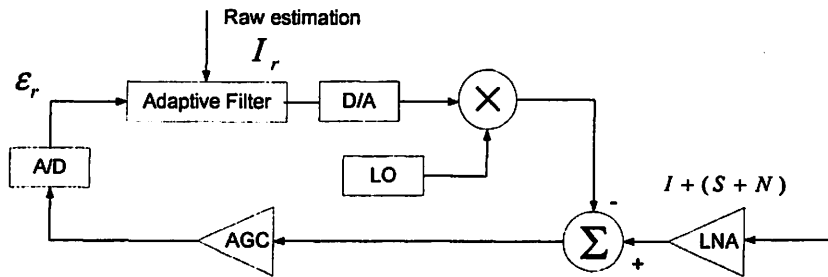 Raw estimation
I_r
ε_r
Adaptive Filter
D/A
×
A/D
LO
I + (S + N)
-
AGC
Σ
+
LNA